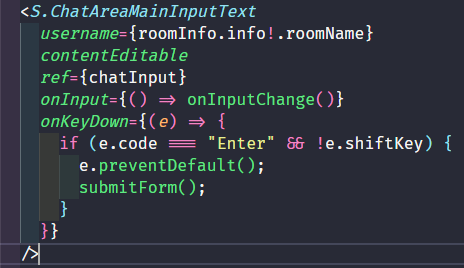 <S.ChatAreaMainInputText
username={roomInfo.info!.roomName}
contentEditable
ref={chatInput}
onInput={() => onInputChange()}
onKeyDown={(e) => {
if (e.code === "Enter" && !e.shiftKey) {
e.preventDefault();
submitForm();
}
}}
/>